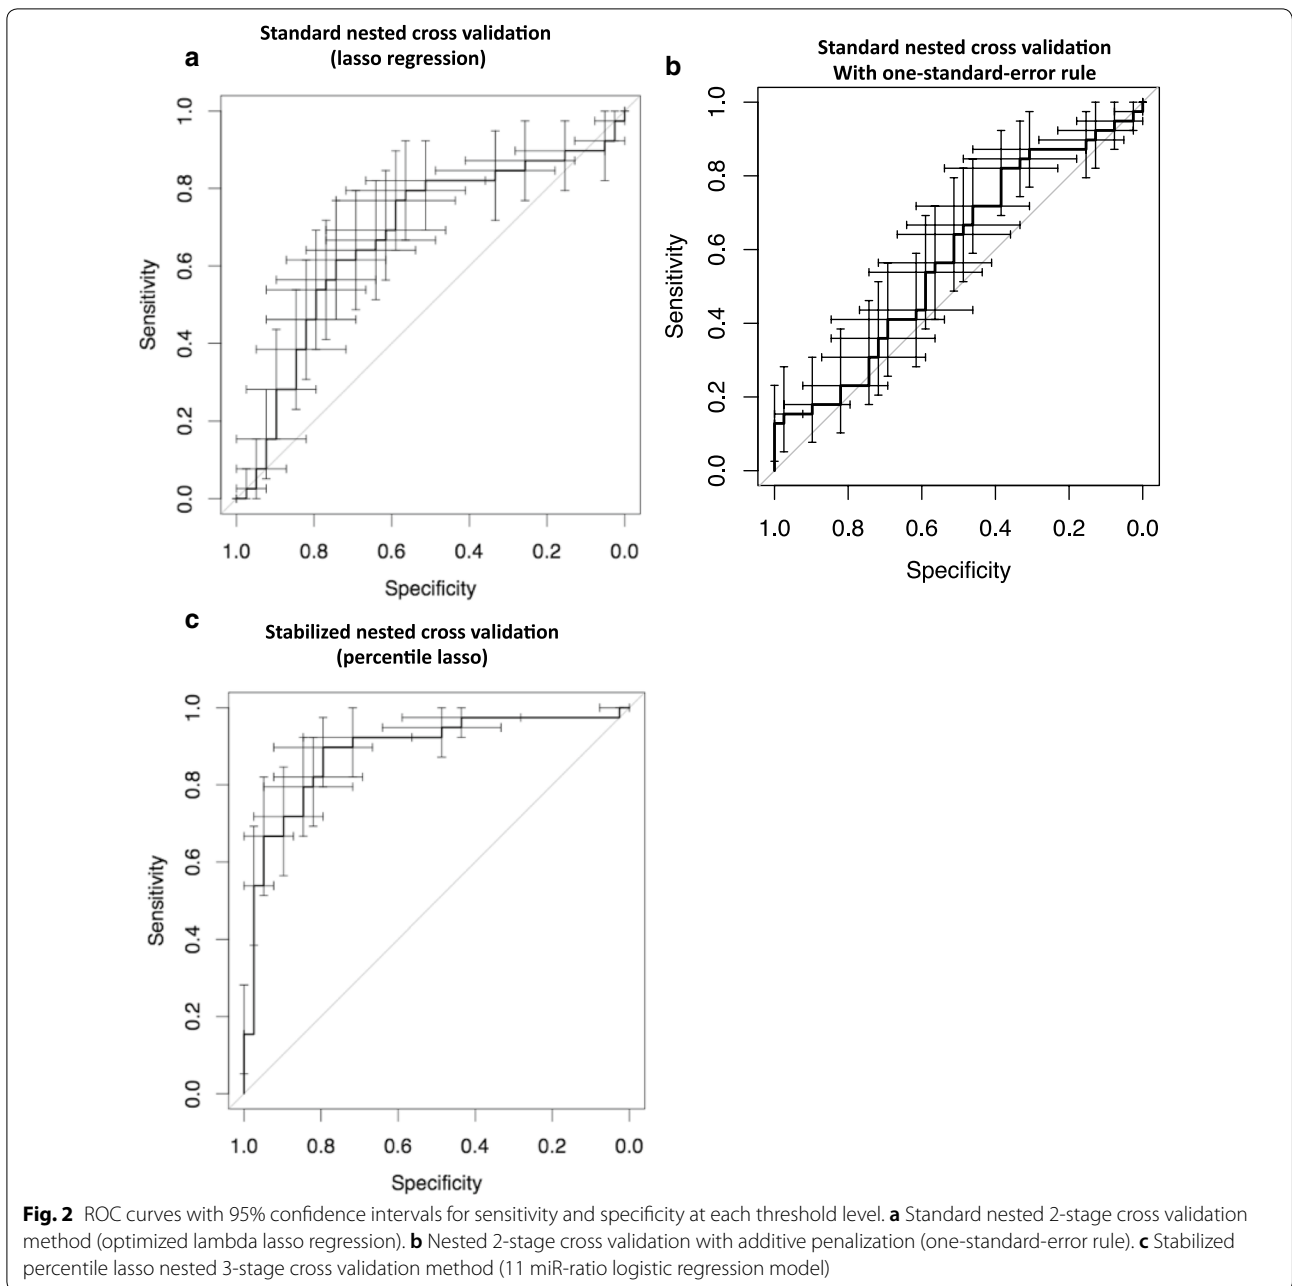 a
Standard nested cross validation
(lasso regression)
1.0
0.8
0.6
0.4
0.2
0.0
Sensitivity
1.0 0.8 0.6 0.4 0.2 0.0
Specificity
b
Standard nested cross validation
With one-standard-error rule
1.0
0.8
0.6
0.4
0.2
0.0
Sensitivity
1.0 0.8 0.6 0.4 0.2 0.0
Specificity
c
Stabilized nested cross validation
(percentile lasso)
1.0
0.8
0.6
0.4
0.2
0.0
Sensitivity
1.0 0.8 0.6 0.4 0.2 0.0
Specificity
Fig. 2 ROC curves with 95% confidence intervals for sensitivity and specificity at each threshold level. a Standard nested 2-stage cross validation
method (optimized lambda lasso regression). b Nested 2-stage cross validation with additive penalization (one-standard-error rule). c Stabilized
percentile lasso nested 3-stage cross validation method (11 miR-ratio logistic regression model)